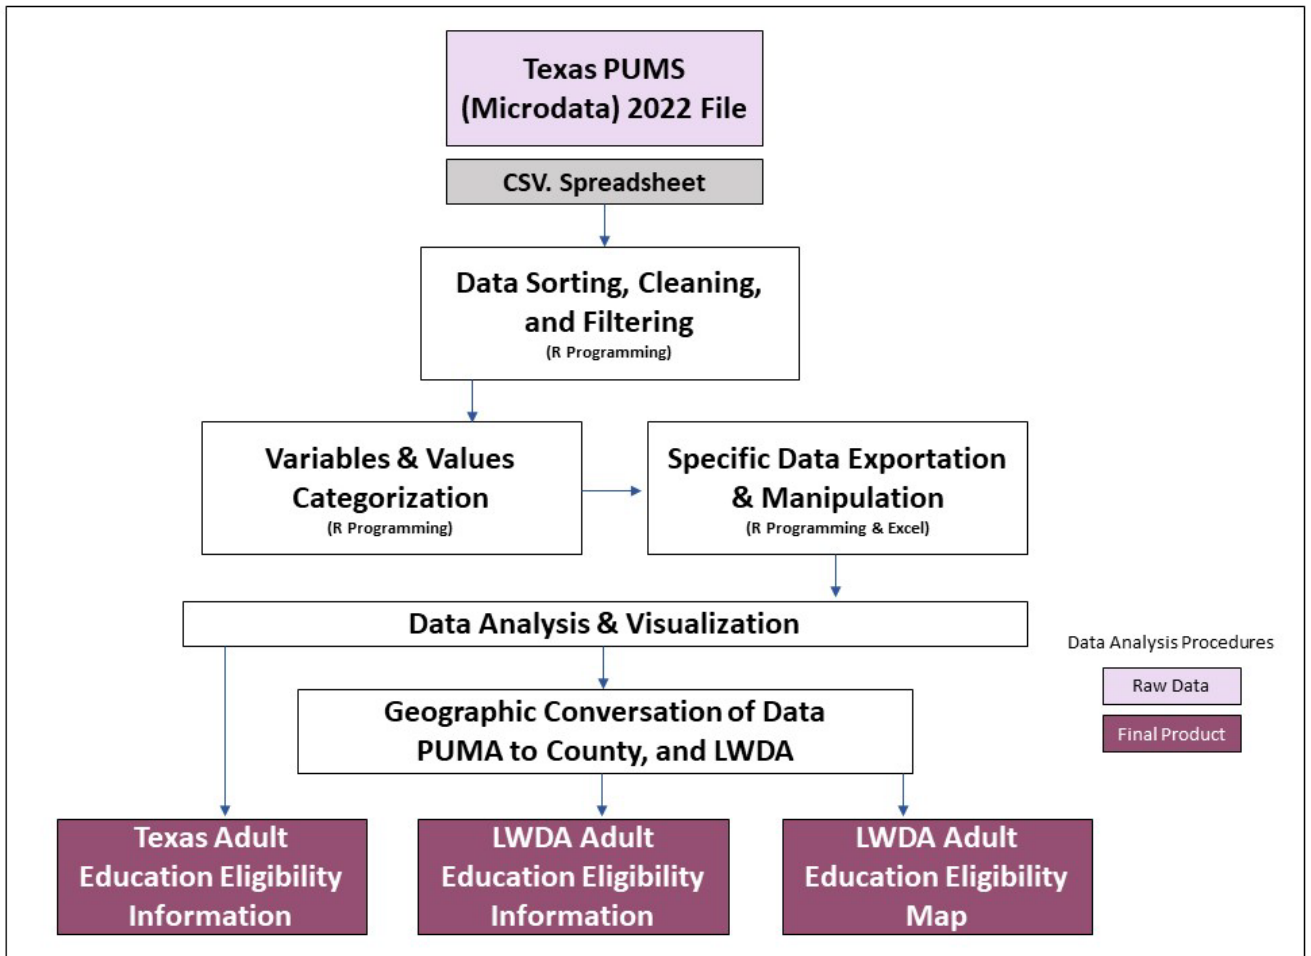 Texas PUMS
(Microdata) 2022 File
CSV. Spreadsheet
Data Sorting, Cleaning,
and Filtering
(R Programming)
Variables & Values
Categorization
(R Programming)
Specific Data Exportation
& Manipulation
(R Programming & Excel)
Data Analysis & Visualization
Geographic Conversation of Data
PUMA to County, and LWDA
Data Analysis Procedures
Raw Data
Final Product
Texas Adult
Education Eligibility
Information
LWDA Adult
Education Eligibility
Information
LWDA Adult
Education Eligibility
Map